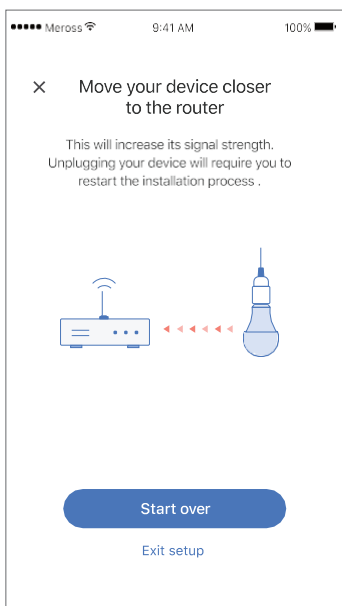 Meross 9:41 AM 100%
Move your device closer
to the router
This will increase its signal strength.
Unplugging your device will require you to
restart the installation process .
Start over
Exit setup